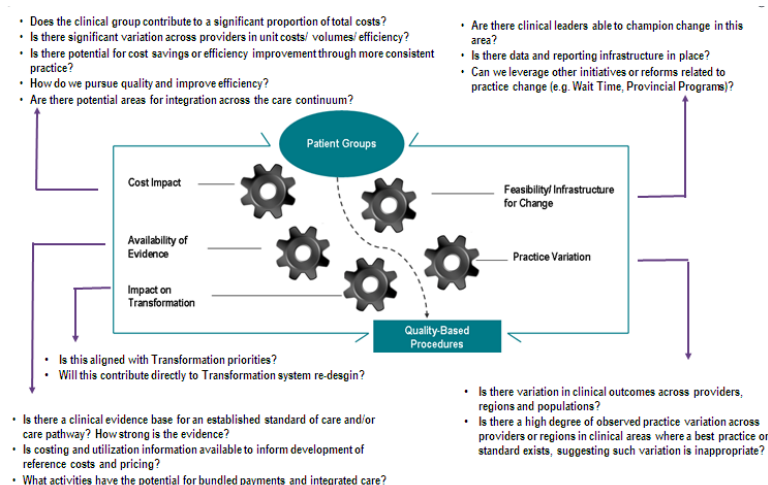 • Does the clinical group contribute to a significant proportion of total costs?
• Is there significant variation across providers in unit costs/ volumes/ efficiency?
• Is there potential for cost savings or efficiency improvement through more consistent
practice?
• How do we pursue quality and improve efficiency?
• Are there potential areas for integration across the care continuum?
• Are there clinical leaders able to champion change in this
area?
• Is there data and reporting infrastructure in place?
• Can we leverage other initiatives or reforms related to
practice change (e.g. Wait Time, Provincial Programs)?
Patient Groups
Cost Impact
Feasibility/ Infrastructure
for Change
Availability of
Evidence
Practice Variation
Impact on
Transformation
Quality-Based
Procedures
• Is this aligned with Transformation priorities?
• Will this contribute directly to Transformation system re-desgin?
• Is there a clinical evidence base for an established standard of care and/or
care pathway? How strong is the evidence?
• Is costing and utilization information available to inform development of
reference costs and pricing?
• What activities have the potential for bundled payments and integrated care?
• Is there variation in clinical outcomes across providers,
regions and populations?
• Is there a high degree of observed practice variation across
providers or regions in clinical areas where a best practice or
standard exists, suggesting such variation is inappropriate?